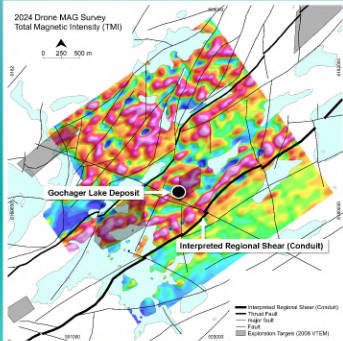 2024 Drone MAG Survey
Total Magnetic Intensity (TMI)
0 250 500 m
Gochager Lake Deposit
Interpreted Regional Shear (Conduit)
Interpreted Regional Shear (Conduit)
Thrust Fault
major fault
Fault
Exploration Targets (2008 VTEM)